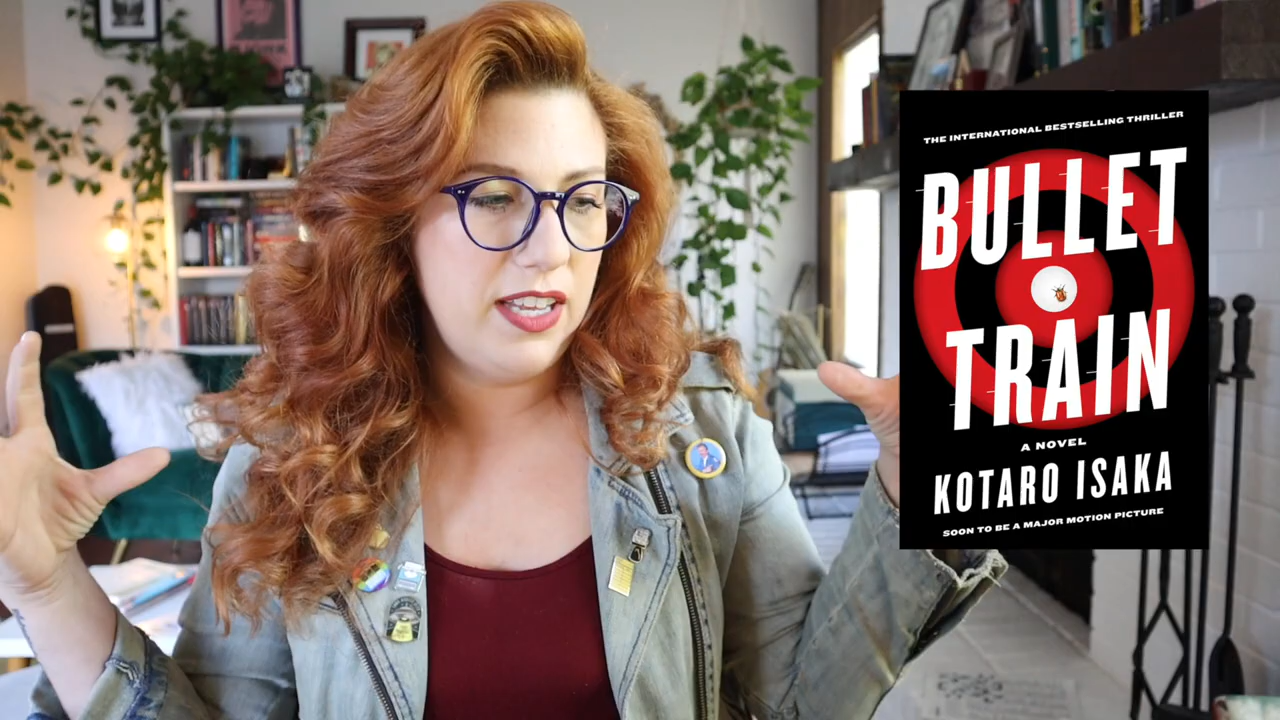 THE INTERNATIONAL BESTSELLING THRILLER
BULLET
TRAIN
A NOVEL
KOTARO ISAKA
SOON TO BE A MAJOR MOTION PICTURE